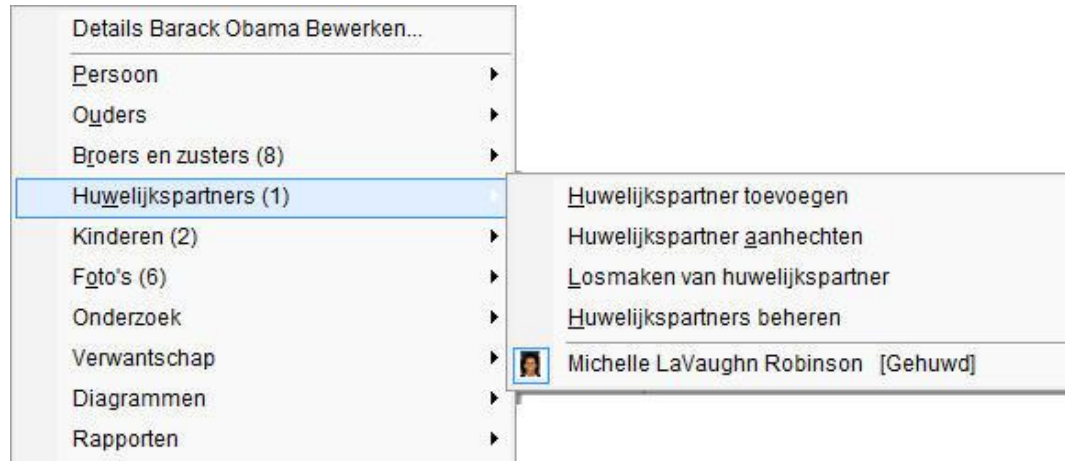 Details Barack Obama Bewerken...
Persoon
Ouders
Broers en zusters (8)
Huwelijkspartners (1)
Kinderen (2)
Foto's (6)
Onderzoek
Verwantschap
Diagrammen
Rapporten
Huwelijkspartner toevoegen
Huwelijkspartner aanhechten
Losmaken van huwelijkspartner
Huwelijkspartners beheren
Michelle LaVaughn Robinson [Gehuwd]